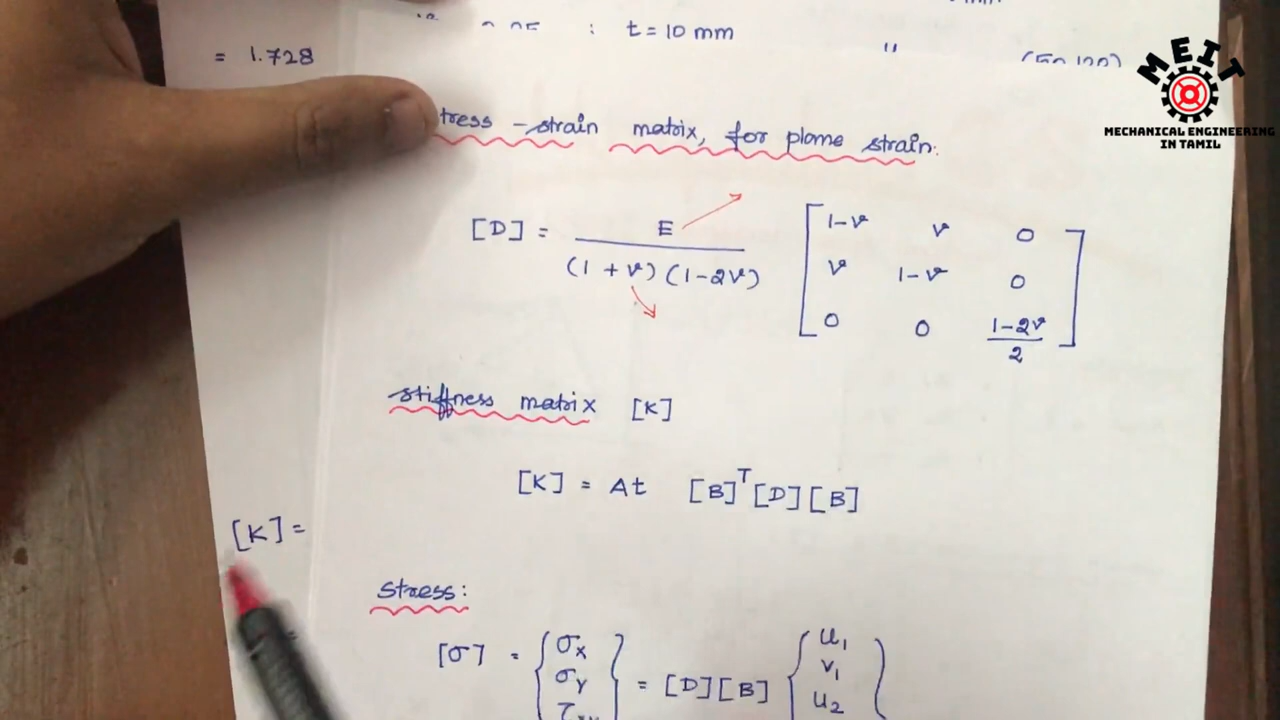 t = 10 mm
= 1.728
MEIT
MECHANICAL ENGINEERING
IN TAMIL
tress - strain matrix, for plane strain.
[D] = E / (1 + ν) (1-2ν) [ 1-ν ν 0
ν 1-ν 0
0 0 1-2ν / 2 ]
stiffness matrix [K]
[K] = At [B]ᵀ [D] [B]
[K] =
Stress:
[σ] = { σx σy } = [D] [B] { u1 v1 u2 }